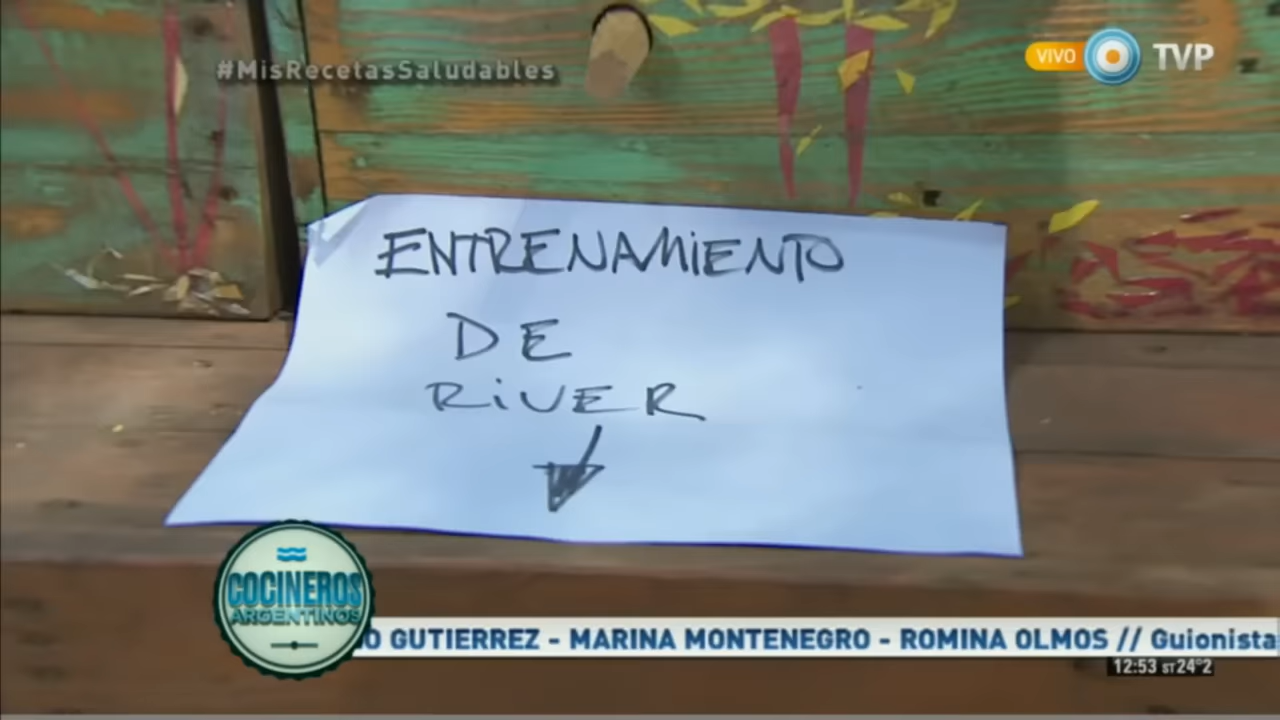 #MisRecetasSaludables
VIVO TVP
ENTRENAMIENTO
DE
RiVER
COCINEROS
ARGENTINOS
O GUTIERREZ - MARINA MONTENEGRO - ROMINA OLMOS // Guionista
12:53 ST 24°2